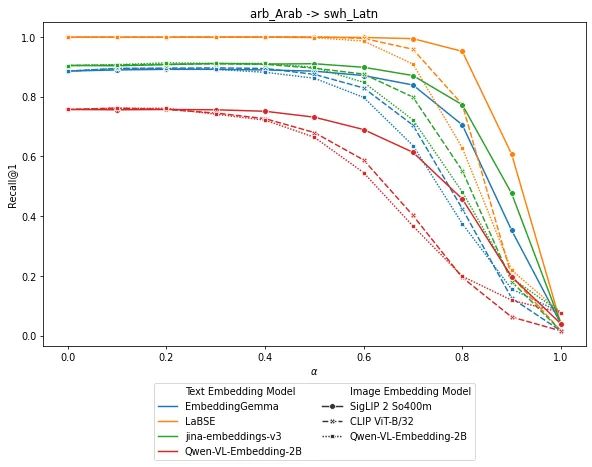 arb_Arab -> swh_Latn
1.0
0.8
0.6
0.4
0.2
0.0
Recall@1
0.0 0.2 0.4 0.6 0.8 1.0
α
Text Embedding Model Image Embedding Model
EmbeddingGemma SigLIP 2 So400m
LaBSE CLIP ViT-B/32
jina-embeddings-v3 Qwen-VL-Embedding-2B
Qwen-VL-Embedding-2B